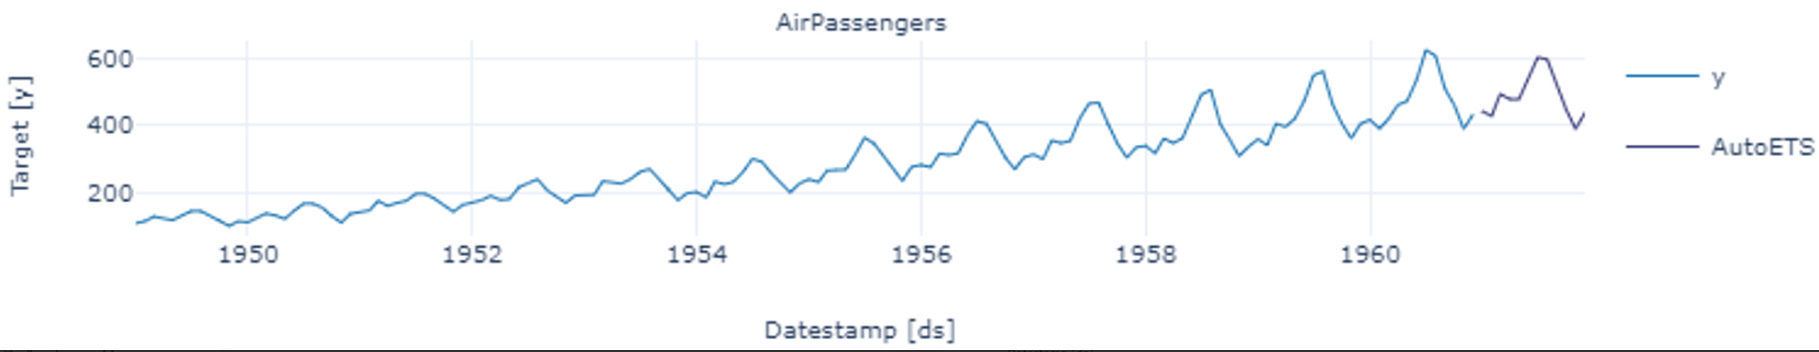 AirPassengers
Target [y]
600
400
200
1950 1952 1954 1956 1958 1960
Datestamp [ds]
y
AutoETS